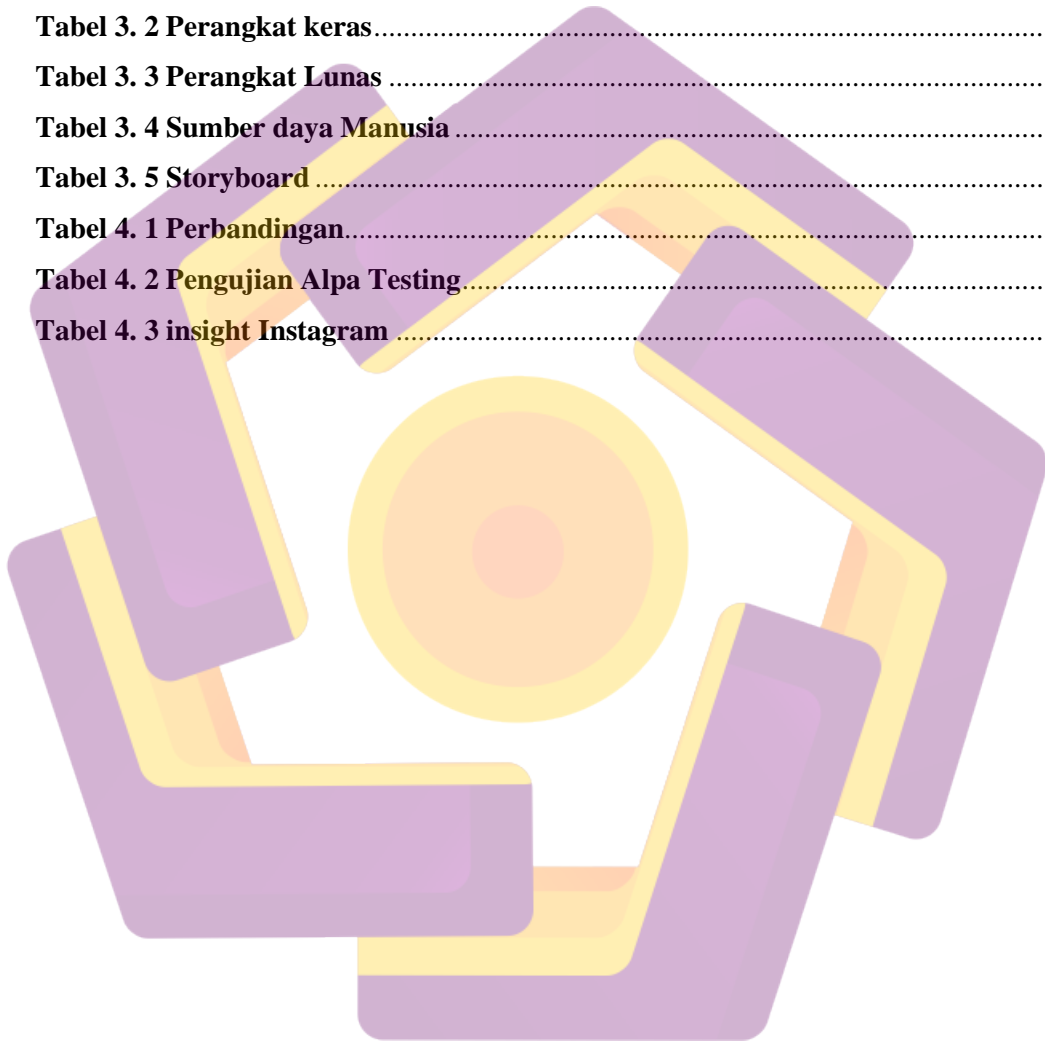 Tabel 3. 2 Perangkat keras..........................................................................................
Tabel 3. 3 Perangkat Lunas ........................................................................................
Tabel 3. 4 Sumber daya Manusia ...............................................................................
Tabel 3. 5 Storyboard ..................................................................................................
Tabel 4. 1 Perbandingan..............................................................................................
Tabel 4. 2 Pengujian Alpa Testing ..............................................................................
Tabel 4. 3 insight Instagram .......................................................................................